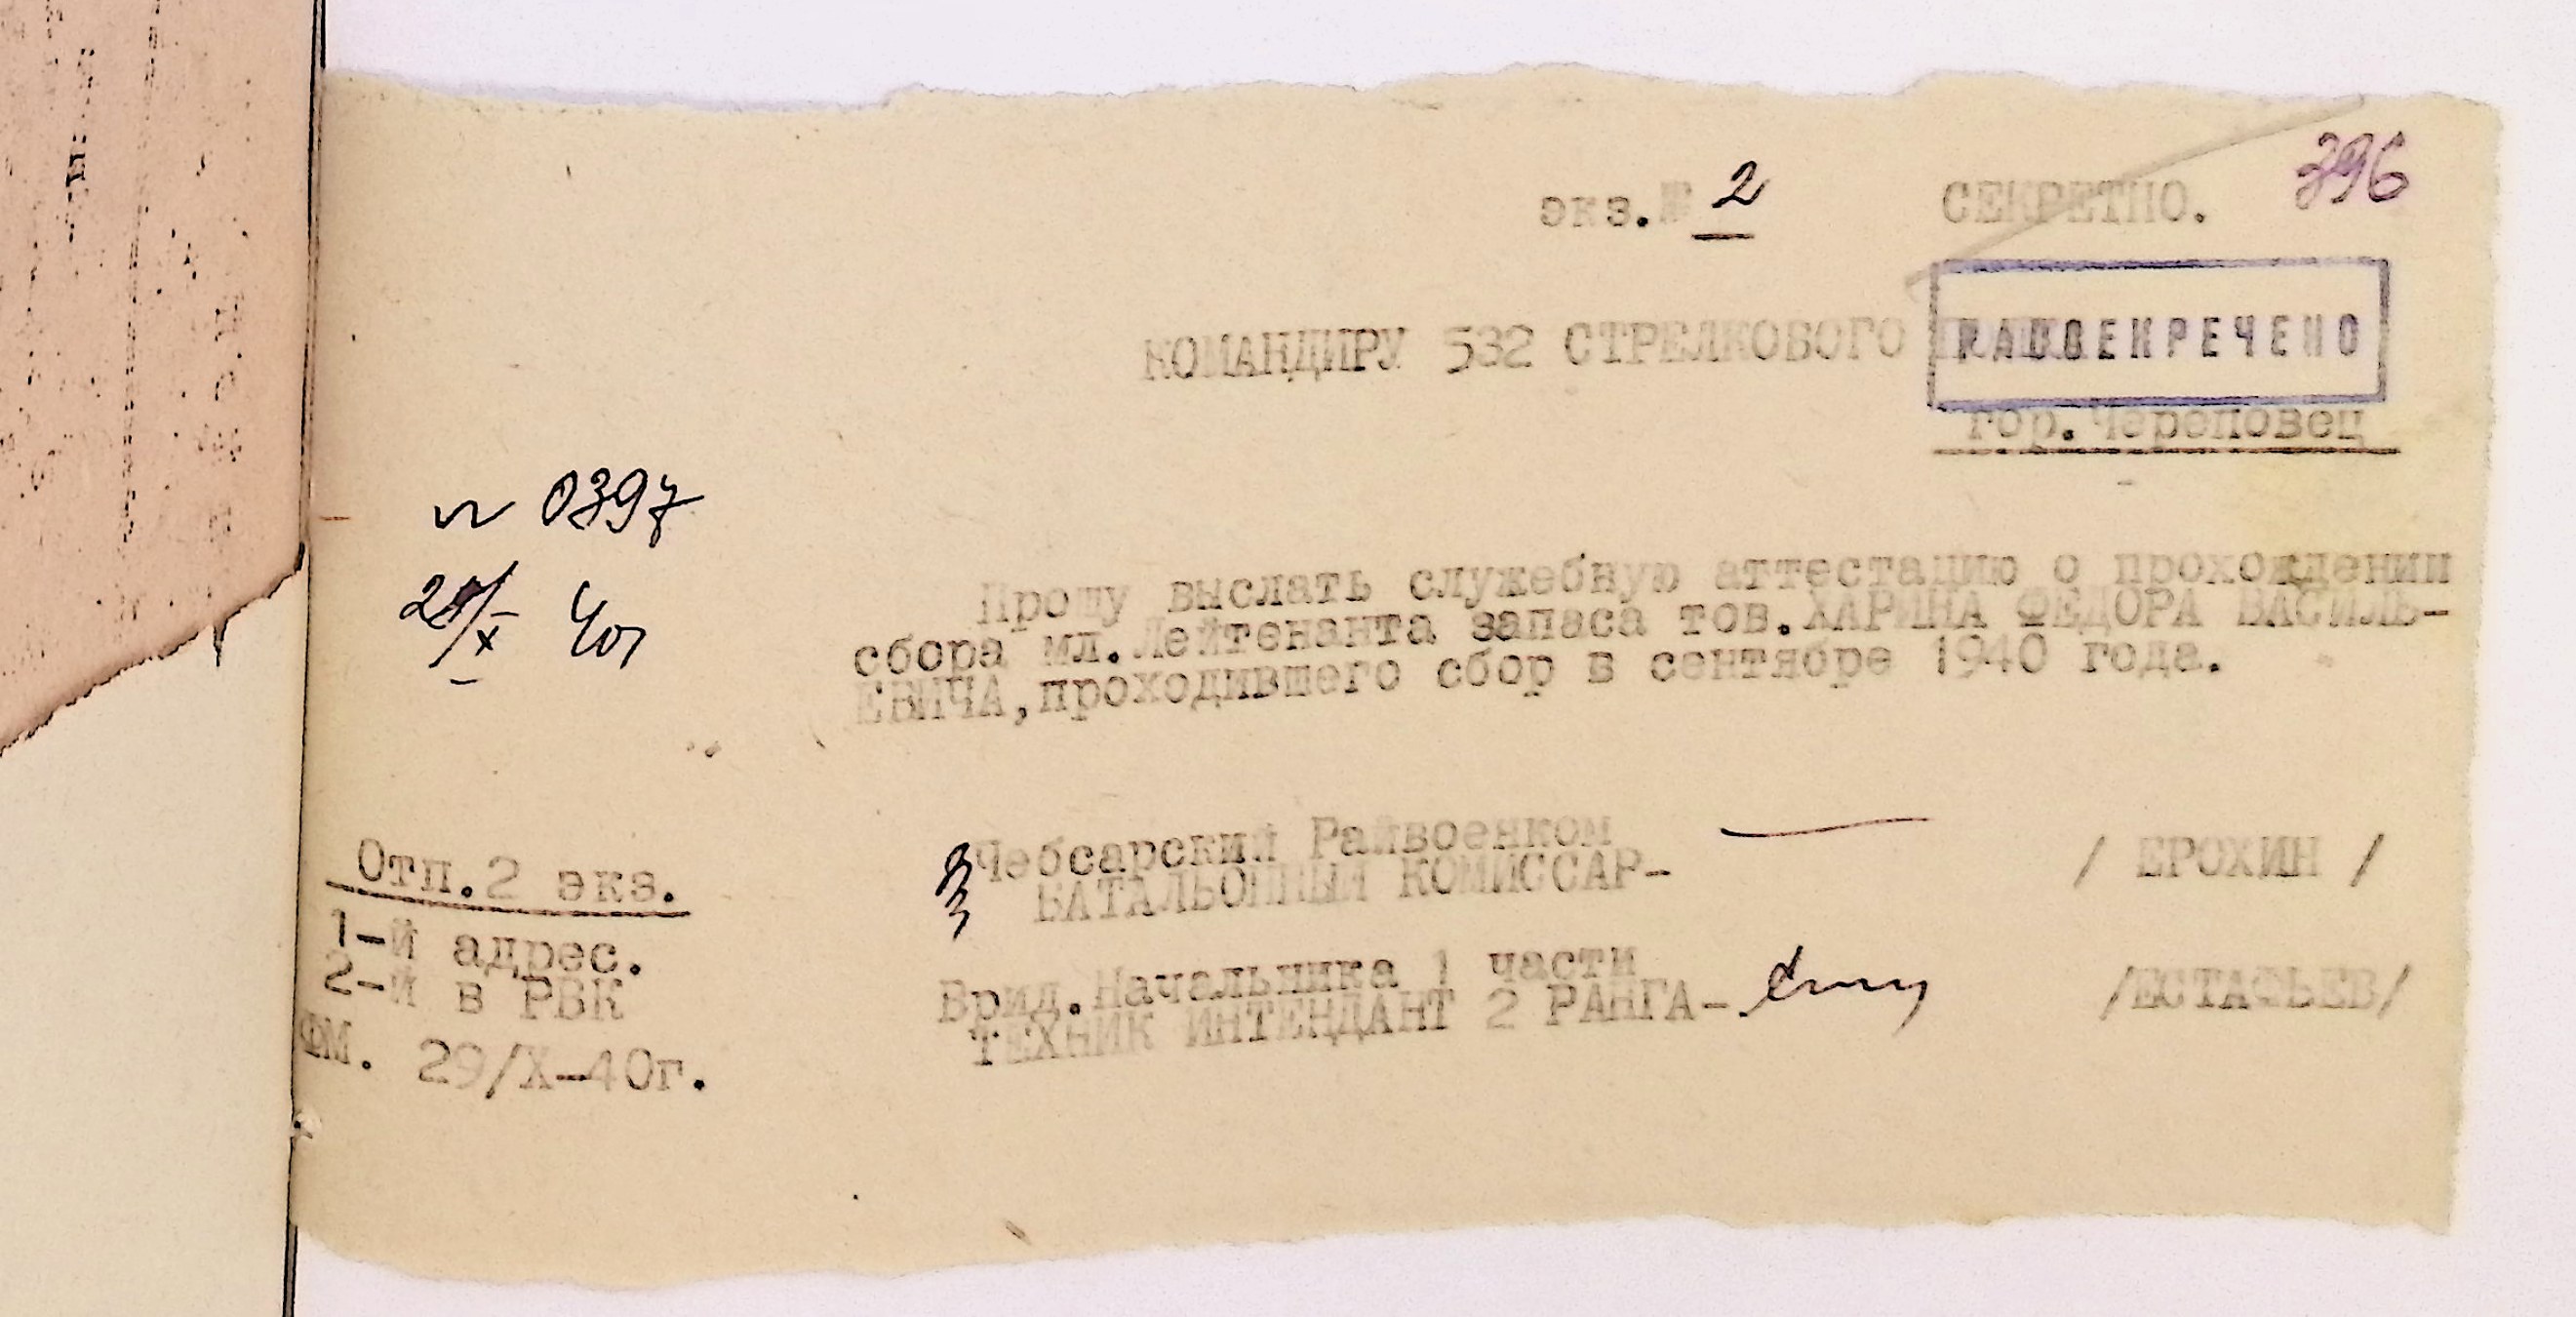 396
экз.№ 2 СЕКРЕТНО.
КОМАНДИРУ 532 СТРЕЛКОВОГО
РАССЕКРЕЧЕНО
гор.Череповец
№ 0397
29/X 40г
Прошу выслать служебную аттестацию о прохождении
сбора мл.Лейтенанта запаса тов.ХАРИНА ФЕДОРА ВАСИЛЬ-
ЕВИЧА,проходившего сбор в сентябре 1940 года.
Чебсарский Райвоенком
БАТАЛЬОННЫЙ КОМИССАР- / ЕРОХИН /
Врид.Начальника 1 части
ТЕХНИК ИНТЕНДАНТ 2 РАНГА- /ЕСТАФЬЕВ/
Отп.2 экз.
1-й адрес.
2-й в РВК
ФМ. 29/X-40г.